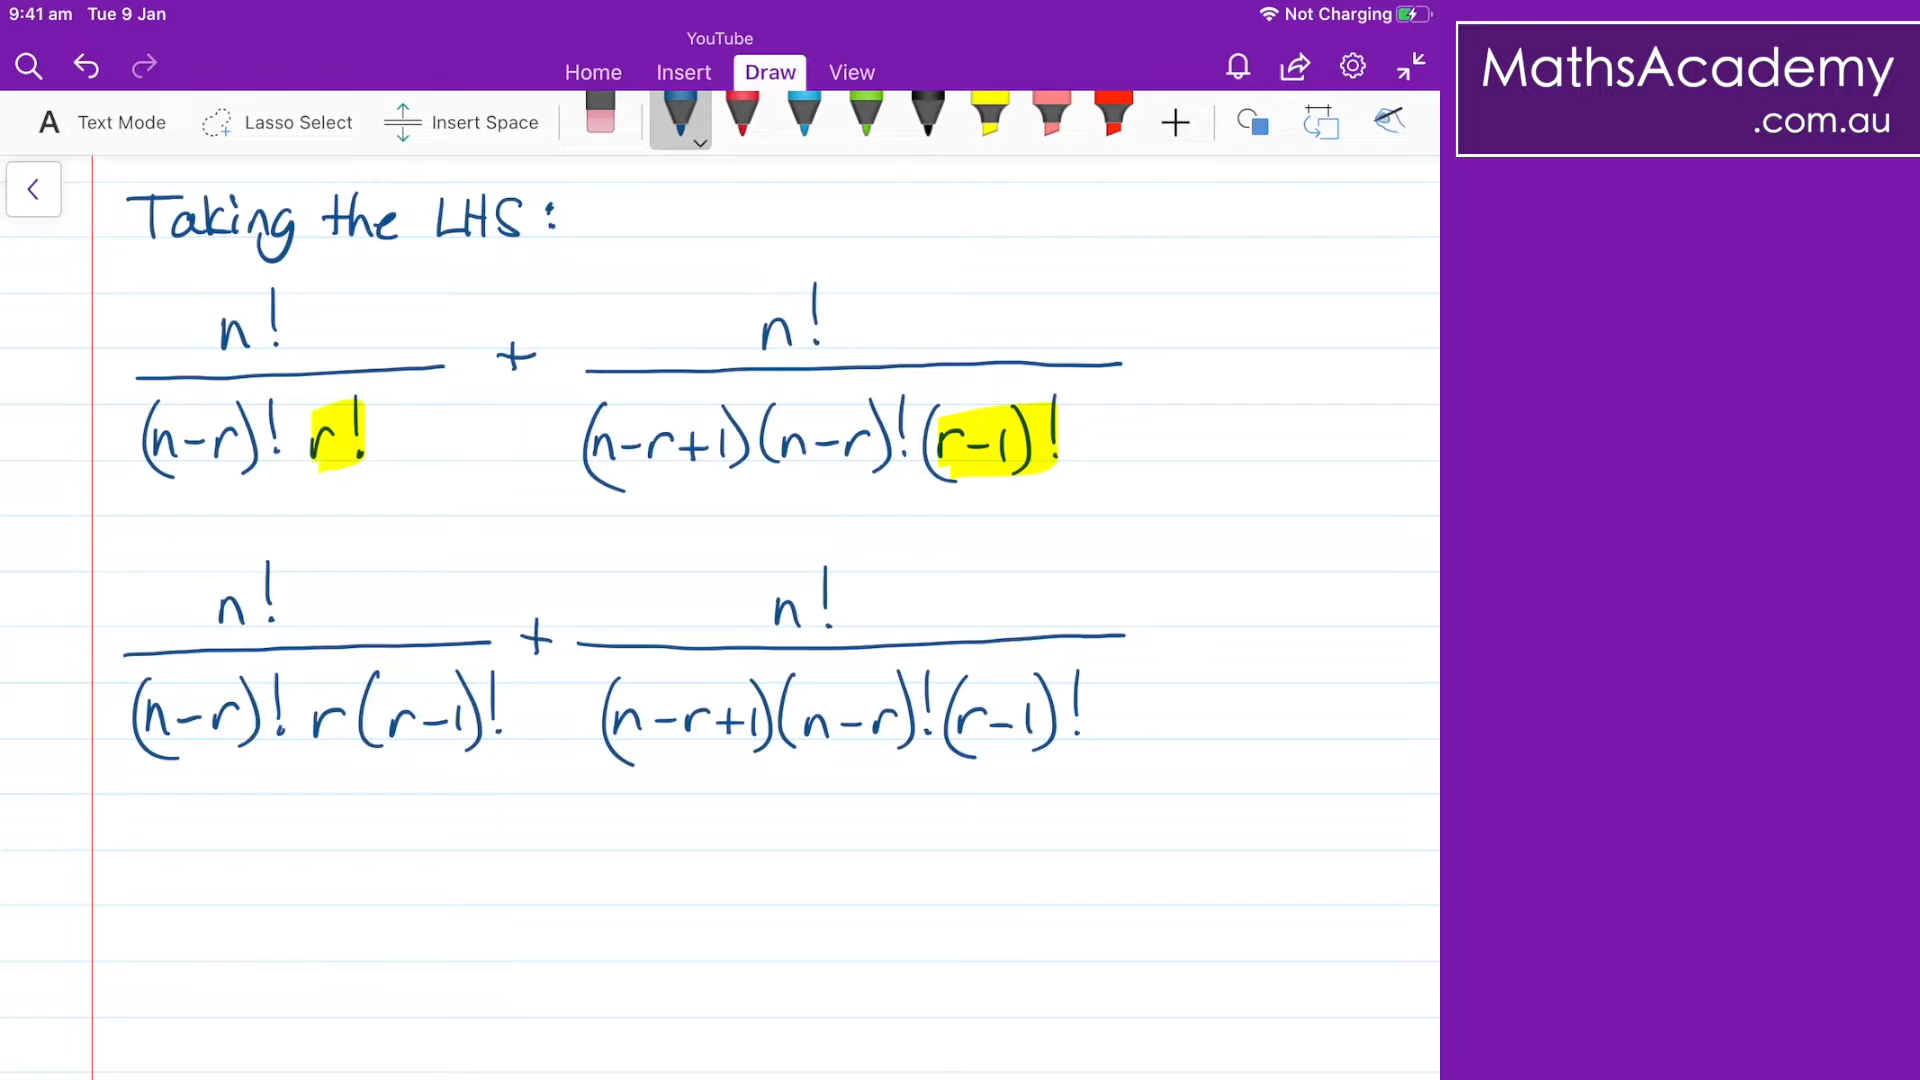 9:41 am Tue 9 Jan
Not Charging
YouTube
Home Insert Draw View
A Text Mode Lasso Select Insert Space
MathsAcademy
.com.au
Taking the LHS:
n! + n!
(n-r)! r! (n-r+1)(n-r)!(r-1)!
n! + n!
(n-r)! r(r-1)! (n-r+1)(n-r)!(r-1)!